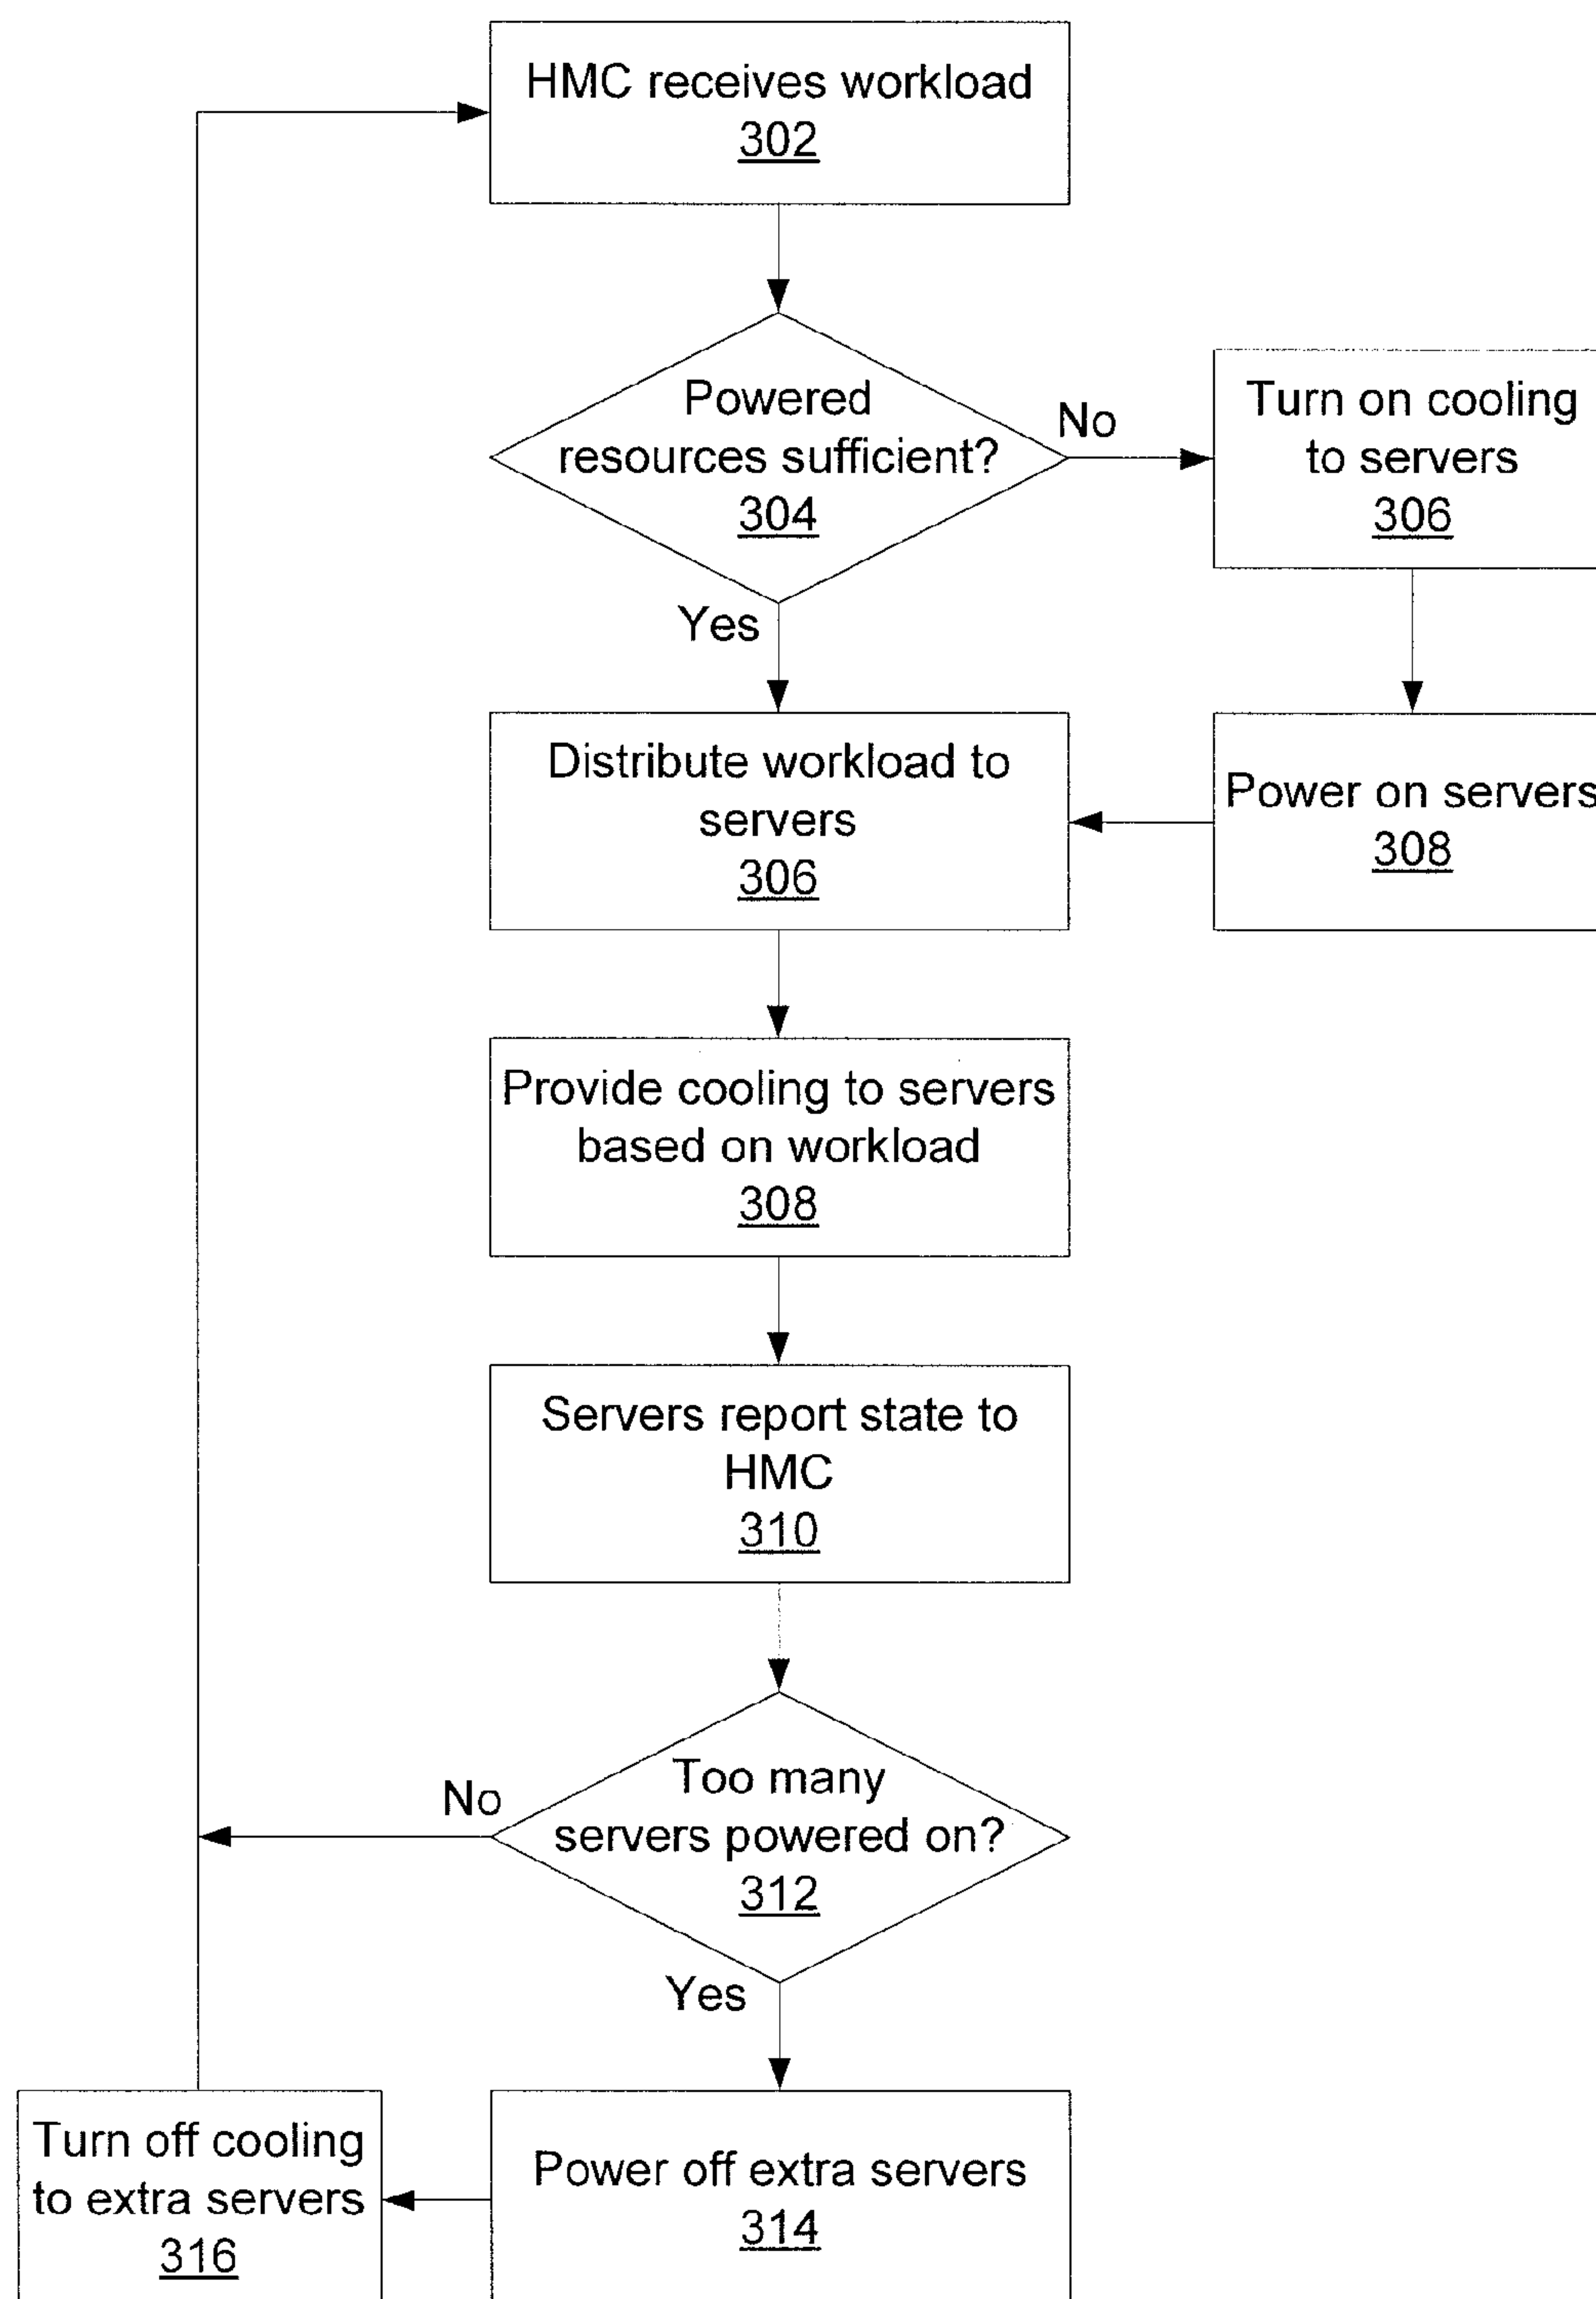 HMC receives workload
302
Powered
resources sufficient?
304
No
Yes
Turn on cooling
to servers
306
Power on servers
308
Distribute workload to
servers
306
Provide cooling to servers
based on workload
308
Servers report state to
HMC
310
Too many
servers powered on?
312
No
Yes
Power off extra servers
314
Turn off cooling
to extra servers
316